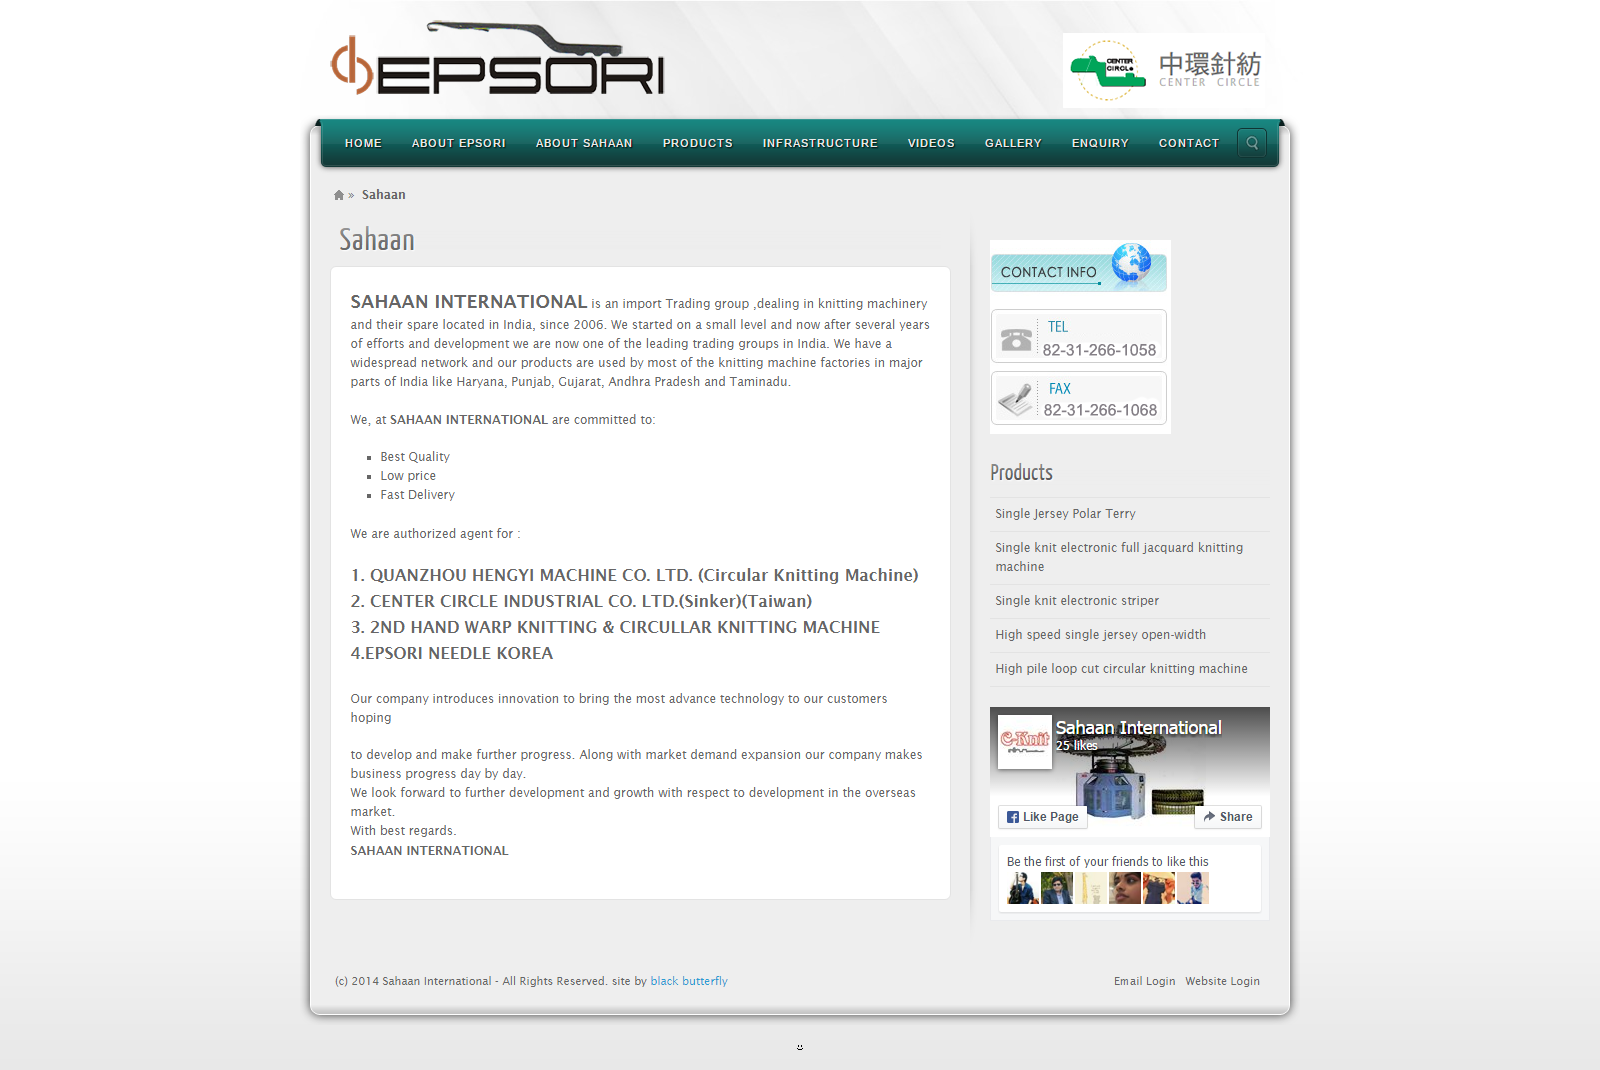 EPSORI
CENTER
CIRCLE
中環針紡
CENTER CIRCLE
HOME ABOUT EPSORI ABOUT SAHAAN PRODUCTS INFRASTRUCTURE VIDEOS GALLERY ENQUIRY CONTACT
» Sahaan
Sahaan
SAHAAN INTERNATIONAL is an import Trading group ,dealing in knitting machinery
and their spare located in India, since 2006. We started on a small level and now after several years
of efforts and development we are now one of the leading trading groups in India. We have a
widespread network and our products are used by most of the knitting machine factories in major
parts of India like Haryana, Punjab, Gujarat, Andhra Pradesh and Taminadu.
We, at SAHAAN INTERNATIONAL are committed to:
Best Quality
Low price
Fast Delivery
We are authorized agent for :
1. QUANZHOU HENGYI MACHINE CO. LTD. (Circular Knitting Machine)
2. CENTER CIRCLE INDUSTRIAL CO. LTD.(Sinker)(Taiwan)
3. 2ND HAND WARP KNITTING & CIRCULLAR KNITTING MACHINE
4.EPSORI NEEDLE KOREA
Our company introduces innovation to bring the most advance technology to our customers
hoping
to develop and make further progress. Along with market demand expansion our company makes
business progress day by day.
We look forward to further development and growth with respect to development in the overseas
market.
With best regards.
SAHAAN INTERNATIONAL
CONTACT INFO
TEL
82-31-266-1058
FAX
82-31-266-1068
Products
Single Jersey Polar Terry
Single knit electronic full jacquard knitting
machine
Single knit electronic striper
High speed single jersey open-width
High pile loop cut circular knitting machine
C-Knit
Sahaan International
25 likes
Like Page
Share
Be the first of your friends to like this
(c) 2014 Sahaan International - All Rights Reserved. site by black butterfly
Email Login Website Login